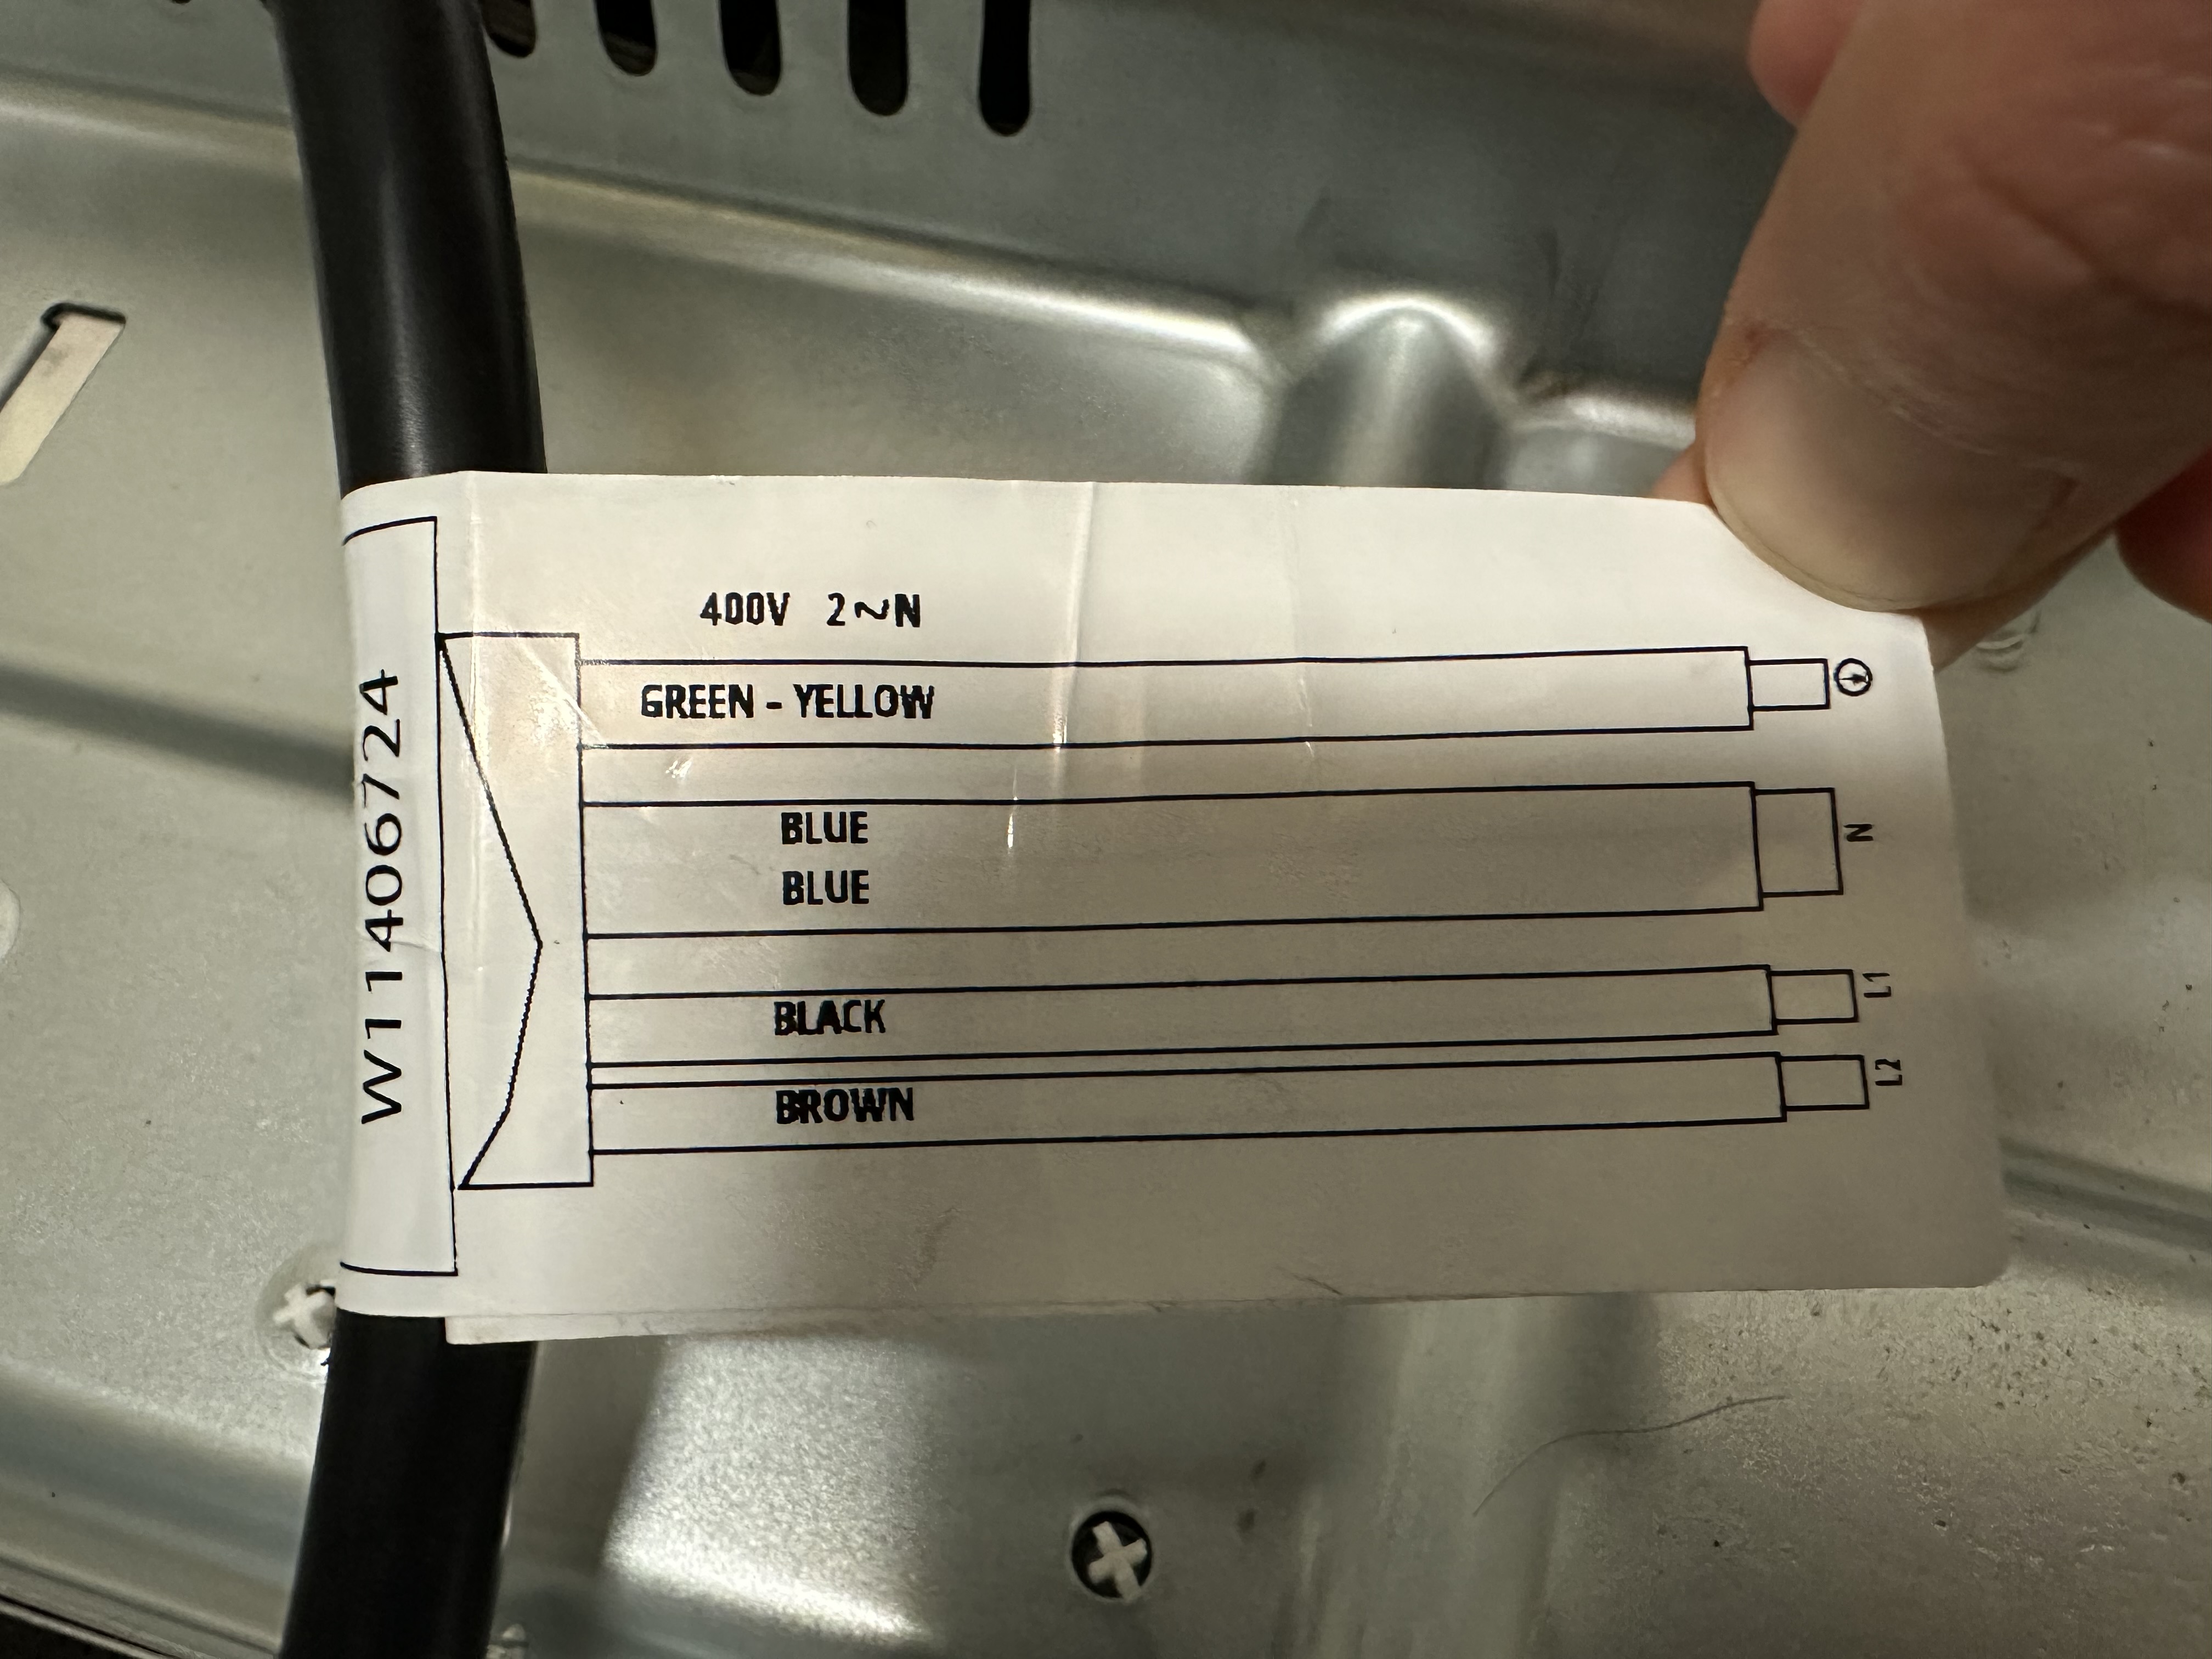 W11406724
400V 2~N
GREEN - YELLOW
BLUE
BLUE
N
BLACK
L1
BROWN
L2